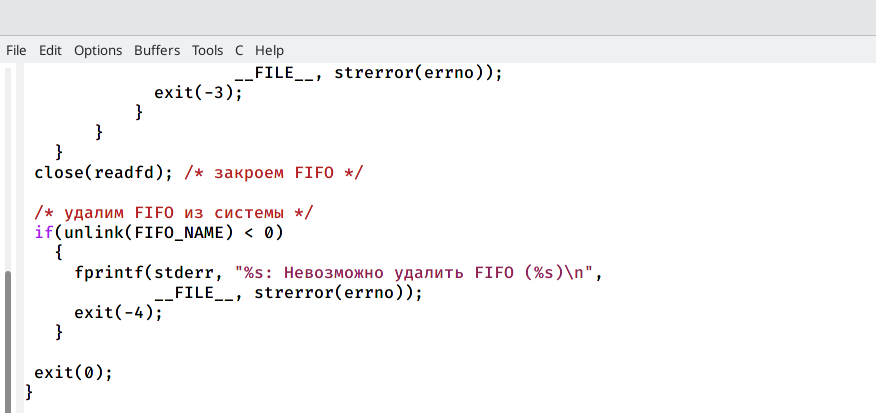 File Edit Options Buffers Tools C Help
__FILE__, strerror(errno));
exit(-3);
}
}
}
close(readfd); /* закроем FIFO */
/* удалим FIFO из системы */
if(unlink(FIFO_NAME) < 0)
{
fprintf(stderr, "%s: Невозможно удалить FIFO (%s)\n",
__FILE__, strerror(errno));
exit(-4);
}
exit(0);
}